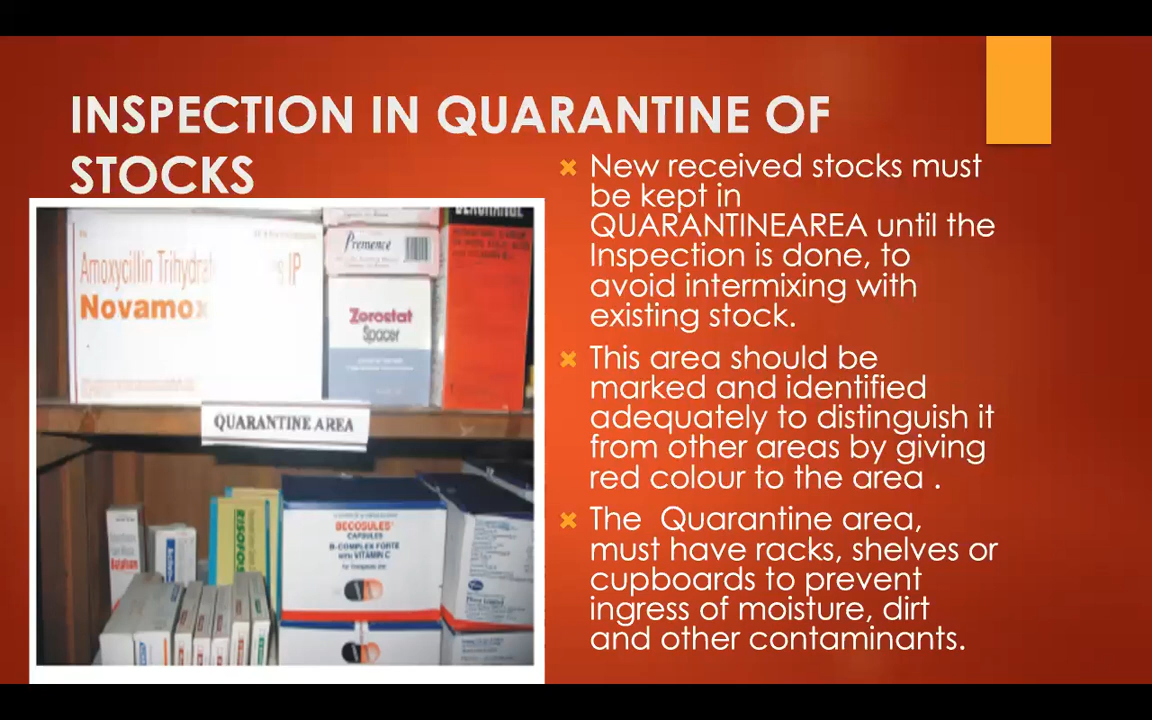 INSPECTION IN QUARANTINE OF
STOCKS
New received stocks must
be kept in
QUARANTINEAREA until the
Inspection is done, to
avoid intermixing with
existing stock.
This area should be
marked and identified
adequately to distinguish it
from other areas by giving
red colour to the area .
The Quarantine area,
must have racks, shelves or
cupboards to prevent
ingress of moisture, dirt
and other contaminants.
Amoxycillin IP
Novamox
Premence
Zerostat
Spacer
QUARANTINE AREA
BECOSULES
CAPSULES
B-COMPLEX FORTE
WITH VITAMIN C